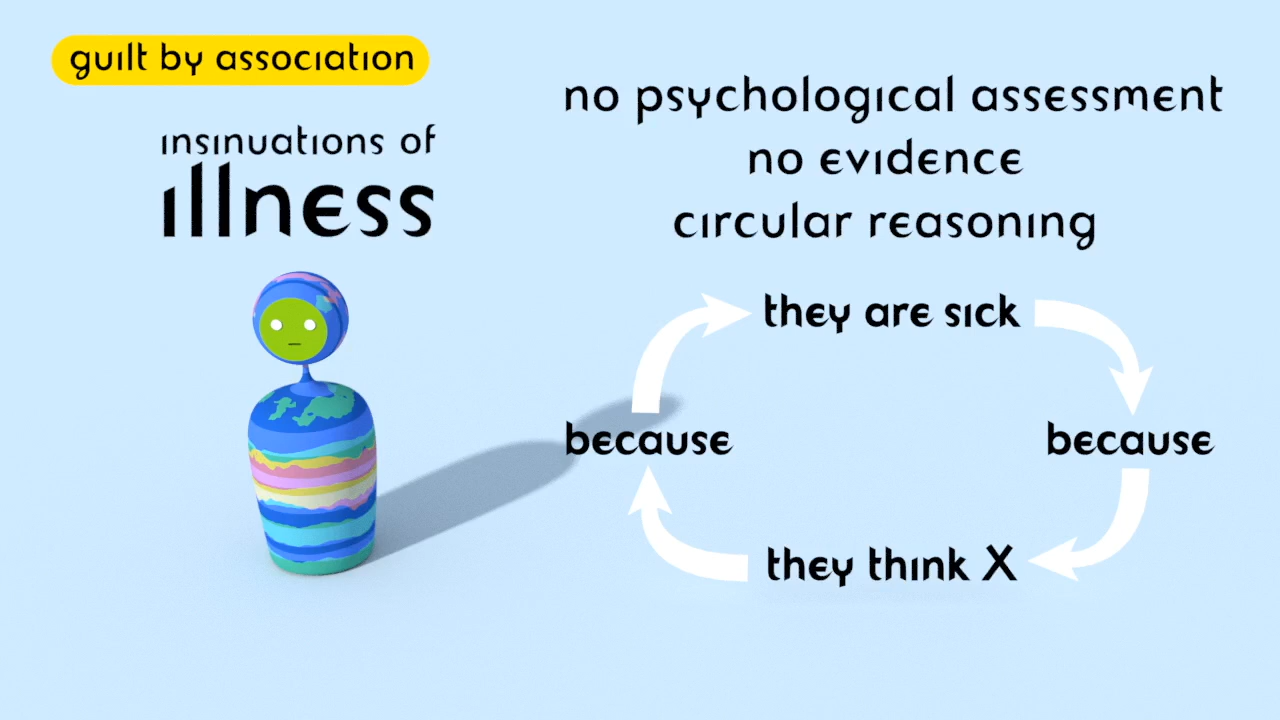 guilt by association
insinuations of
illness
no psychological assessment
no evidence
circular reasoning
they are sick
because
because
they think X